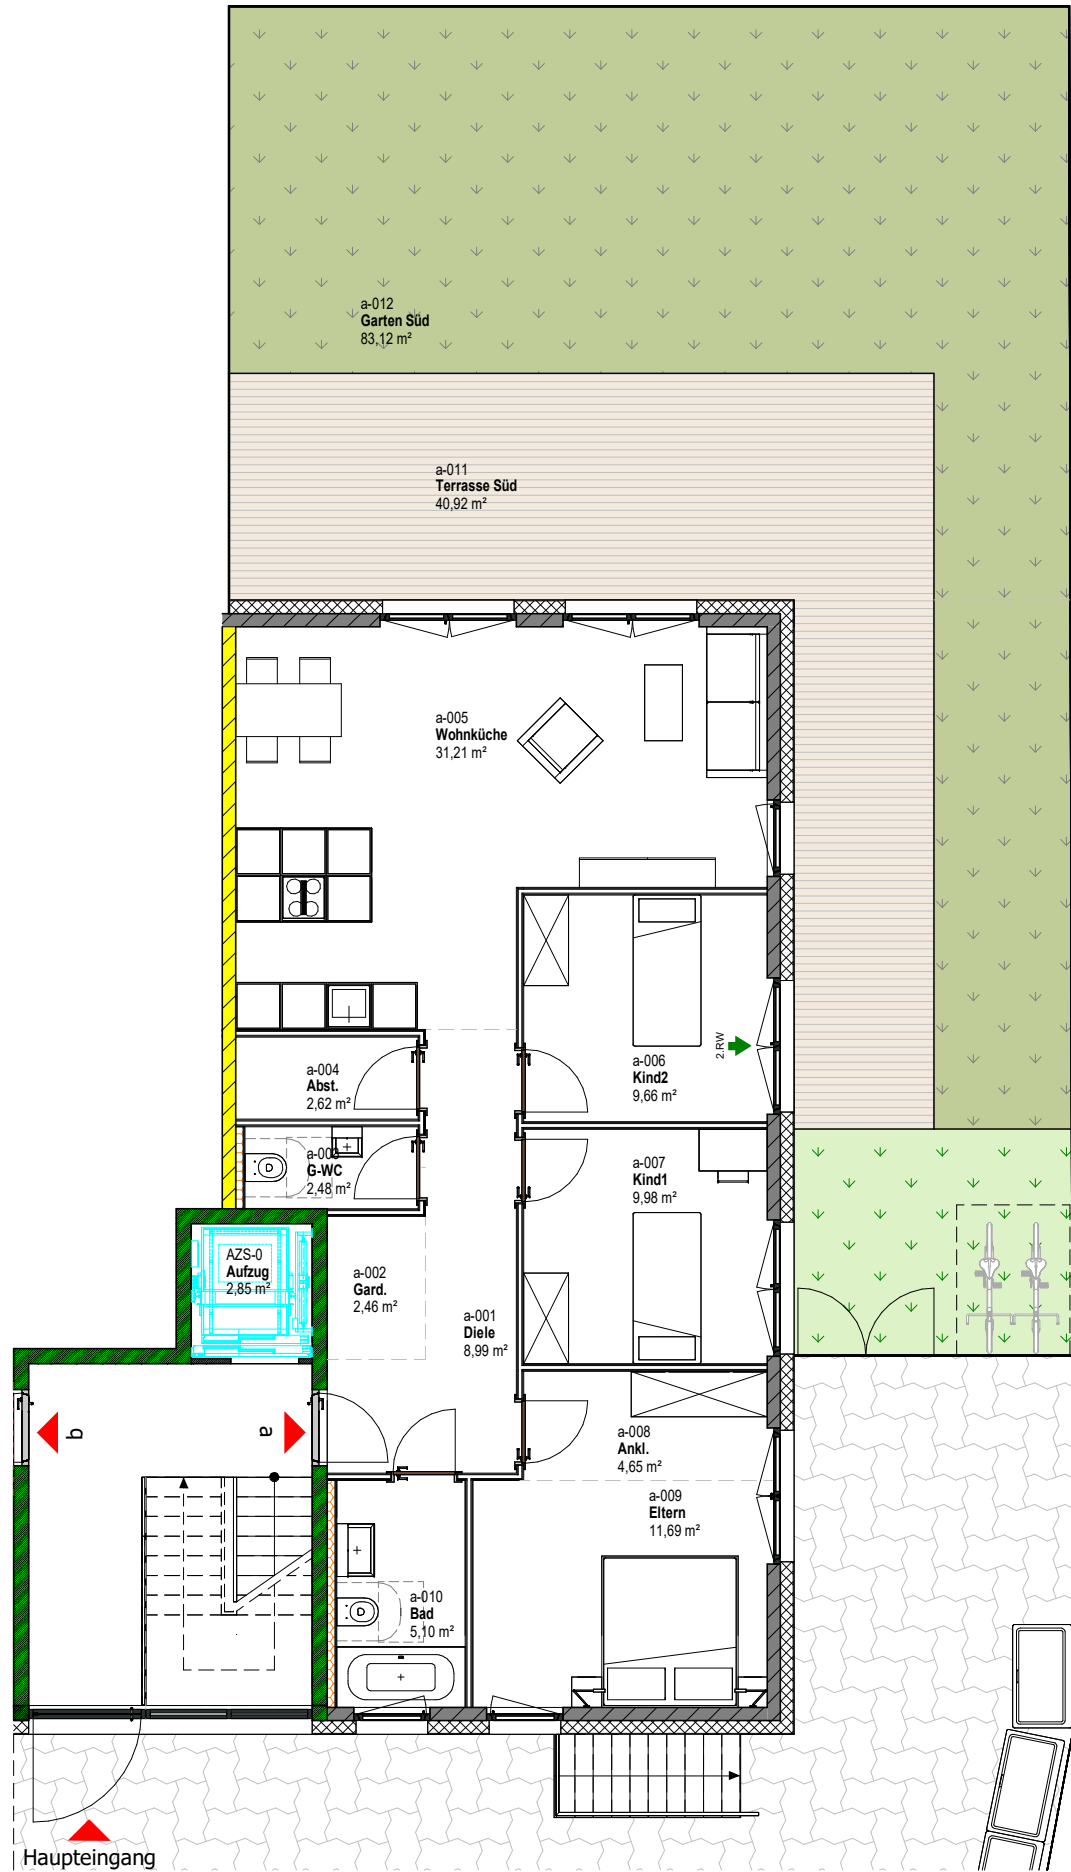 a-012
Garten Süd
83,12 m²
a-011
Terrasse Süd
40,92 m²
a-005
Wohnküche
31,21 m²
2.RW
a-006
Kind2
9,66 m²
a-004
Abst.
2,62 m²
a-003
G-WC
2,48 m²
a-007
Kind1
9,98 m²
AZS-0
Aufzug
2,85 m²
a-002
Gard.
2,46 m²
a-001
Diele
8,99 m²
b
a
a-008
Ankl.
4,65 m²
a-009
Eltern
11,69 m²
a-010
Bad
5,10 m²
Haupteingang